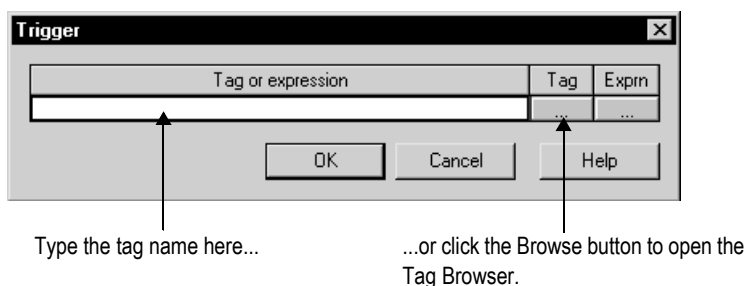 Trigger
Tag or expression Tag Exprn
... ...
OK Cancel Help
Type the tag name here...
...or click the Browse button to open the
Tag Browser.